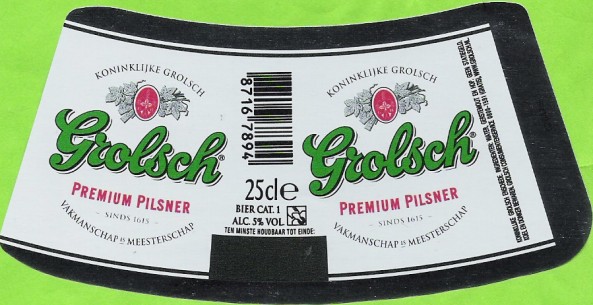 KONINKLIJKE GROLSCH
Grolsch®
PREMIUM PILSNER
- SINDS 1615 -
VAKMANSCHAP IS MEESTERSCHAP
8716 7894
25cl e
BIER CAT. 1
ALC. 5% VOL
TEN MINSTE HOUDBAAR TOT EINDE:
KONINKLIJKE GROLSCH
Grolsch®
PREMIUM PILSNER
- SINDS 1615 -
VAKMANSCHAP IS MEESTERSCHAP